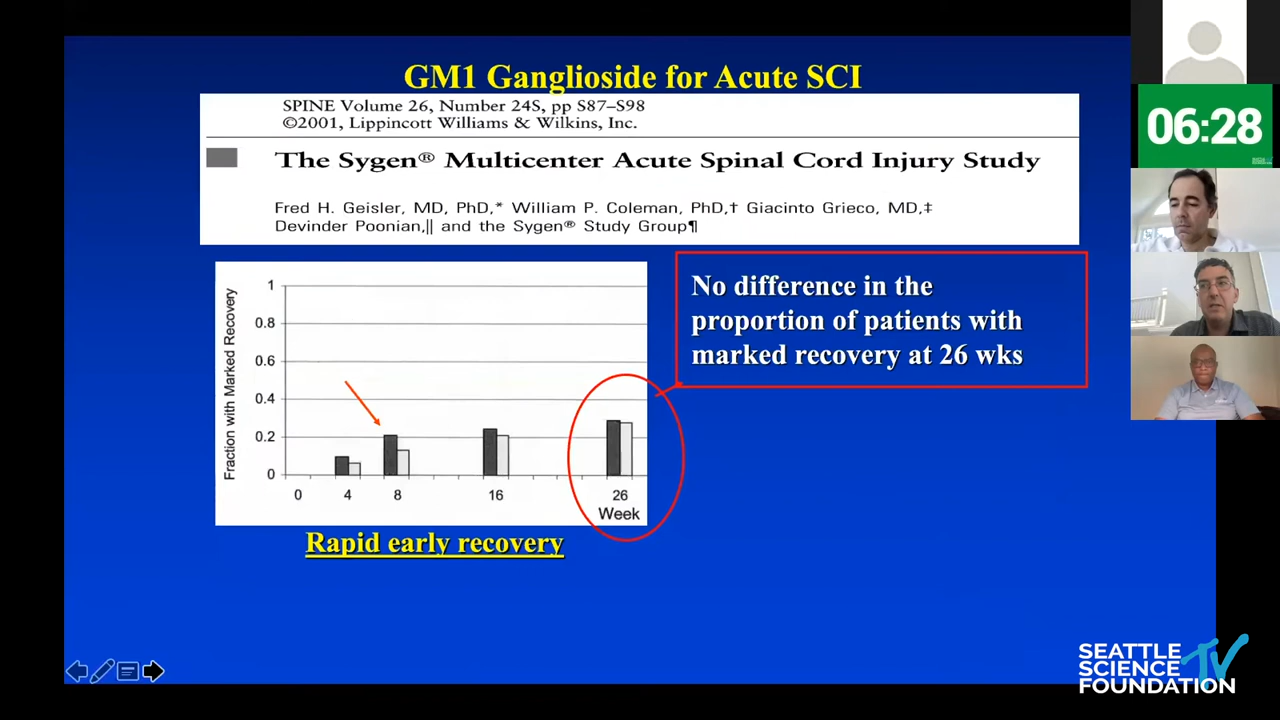 GM1 Ganglioside for Acute SCI
SPINE Volume 26, Number 24S, pp S87–S98
©2001, Lippincott Williams & Wilkins, Inc.
The Sygen® Multicenter Acute Spinal Cord Injury Study
Fred H. Geisler, MD, PhD,* William P. Coleman, PhD,† Giacinto Grieco, MD,‡
Devinder Poonian,|| and the Sygen® Study Group¶
06:28
Fraction with Marked Recovery
1
0.8
0.6
0.4
0.2
0
0 4 8 16 26
Week
Rapid early recovery
No difference in the
proportion of patients with
marked recovery at 26 wks
SEATTLE
SCIENCE
FOUNDATION
TV